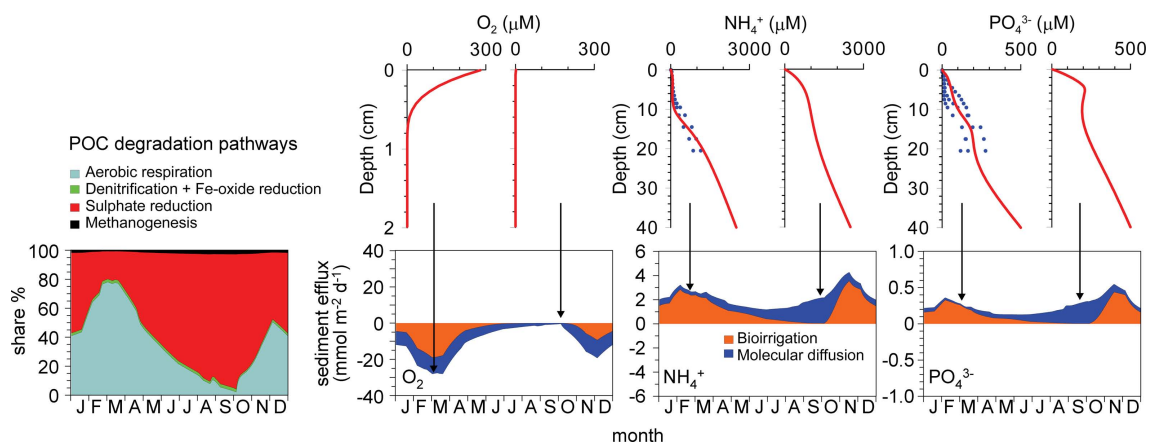 O₂ (μM)
0 300 0 300
Depth (cm)
0
1
2
NH₄⁺ (μM)
0 3000 0 3000
Depth (cm)
0
10
20
30
40
PO₄³⁻ (μM)
0 500 0 500
Depth (cm)
0
10
20
30
40
POC degradation pathways
Aerobic respiration
Denitrification + Fe-oxide reduction
Sulphate reduction
Methanogenesis
share %
100
80
60
40
20
0
J F M A M J J A S O N D
sediment efflux
(mmol m⁻² d⁻¹)
40
20
0
-20
-40
O₂
J F M A M J J A S O N D
6
4
2
0
-2
-4
-6
Bioirrigation
Molecular diffusion
NH₄⁺
J F M A M J J A S O N D
1.0
0.5
0.0
-0.5
-1.0
PO₄³⁻
J F M A M J J A S O N D
month